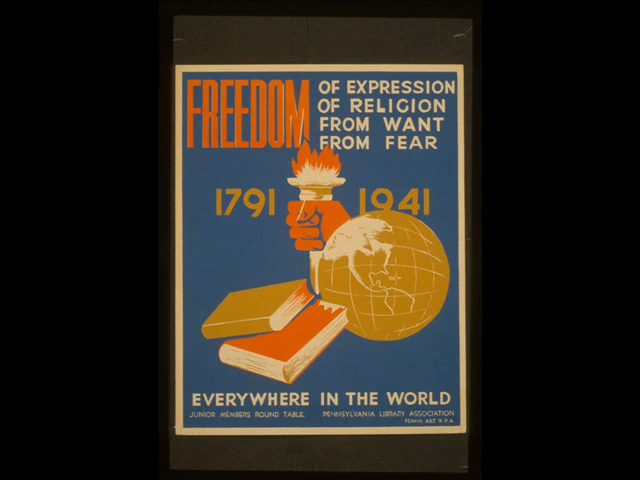 FREEDOM
OF EXPRESSION
OF RELIGION
FROM WANT
FROM FEAR
1791 1941
EVERYWHERE IN THE WORLD
JUNIOR MEMBERS ROUND TABLE, PENNSYLVANIA LIBRARY ASSOCIATION
PENNA ART W.P.A